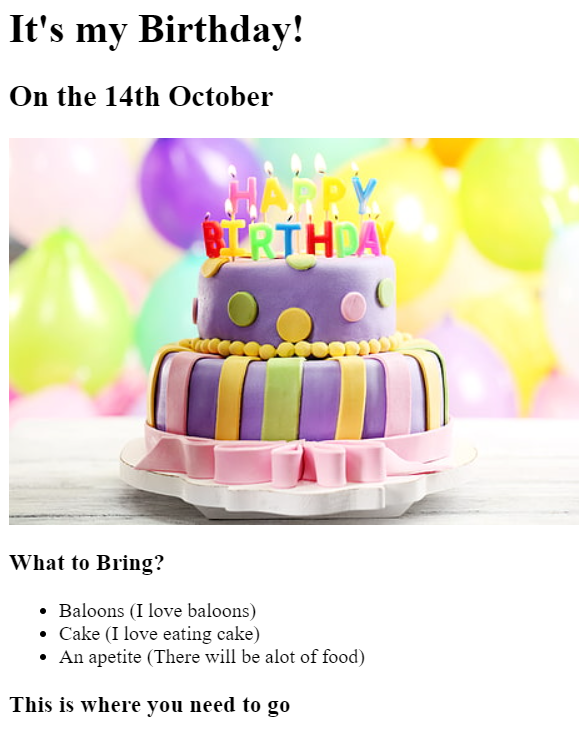 It's my Birthday!
On the 14th October
HAPPY
BIRTHDAY
What to Bring?
Baloons (I love baloons)
Cake (I love eating cake)
An apetite (There will be alot of food)
This is where you need to go